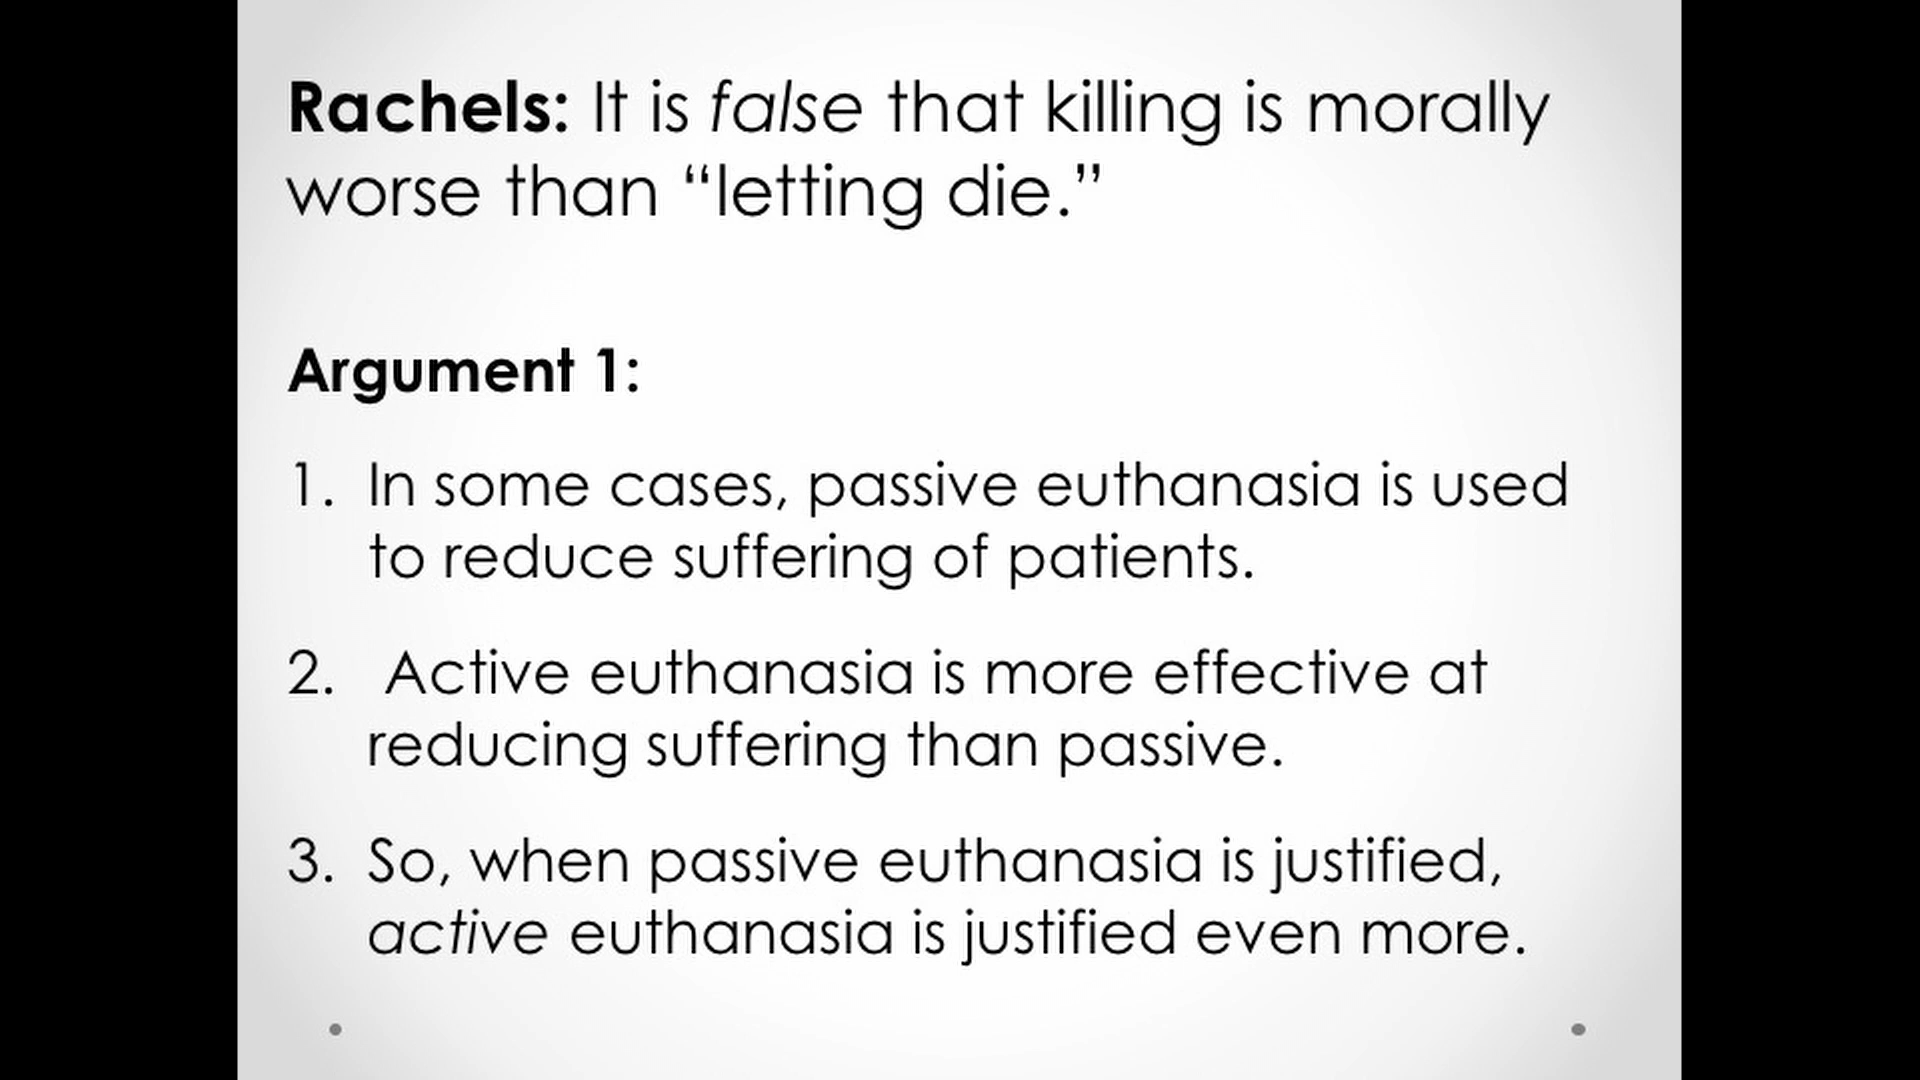 Rachels: It is false that killing is morally
worse than “letting die.”
Argument 1:
1. In some cases, passive euthanasia is used
to reduce suffering of patients.
2. Active euthanasia is more effective at
reducing suffering than passive.
3. So, when passive euthanasia is justified,
active euthanasia is justified even more.